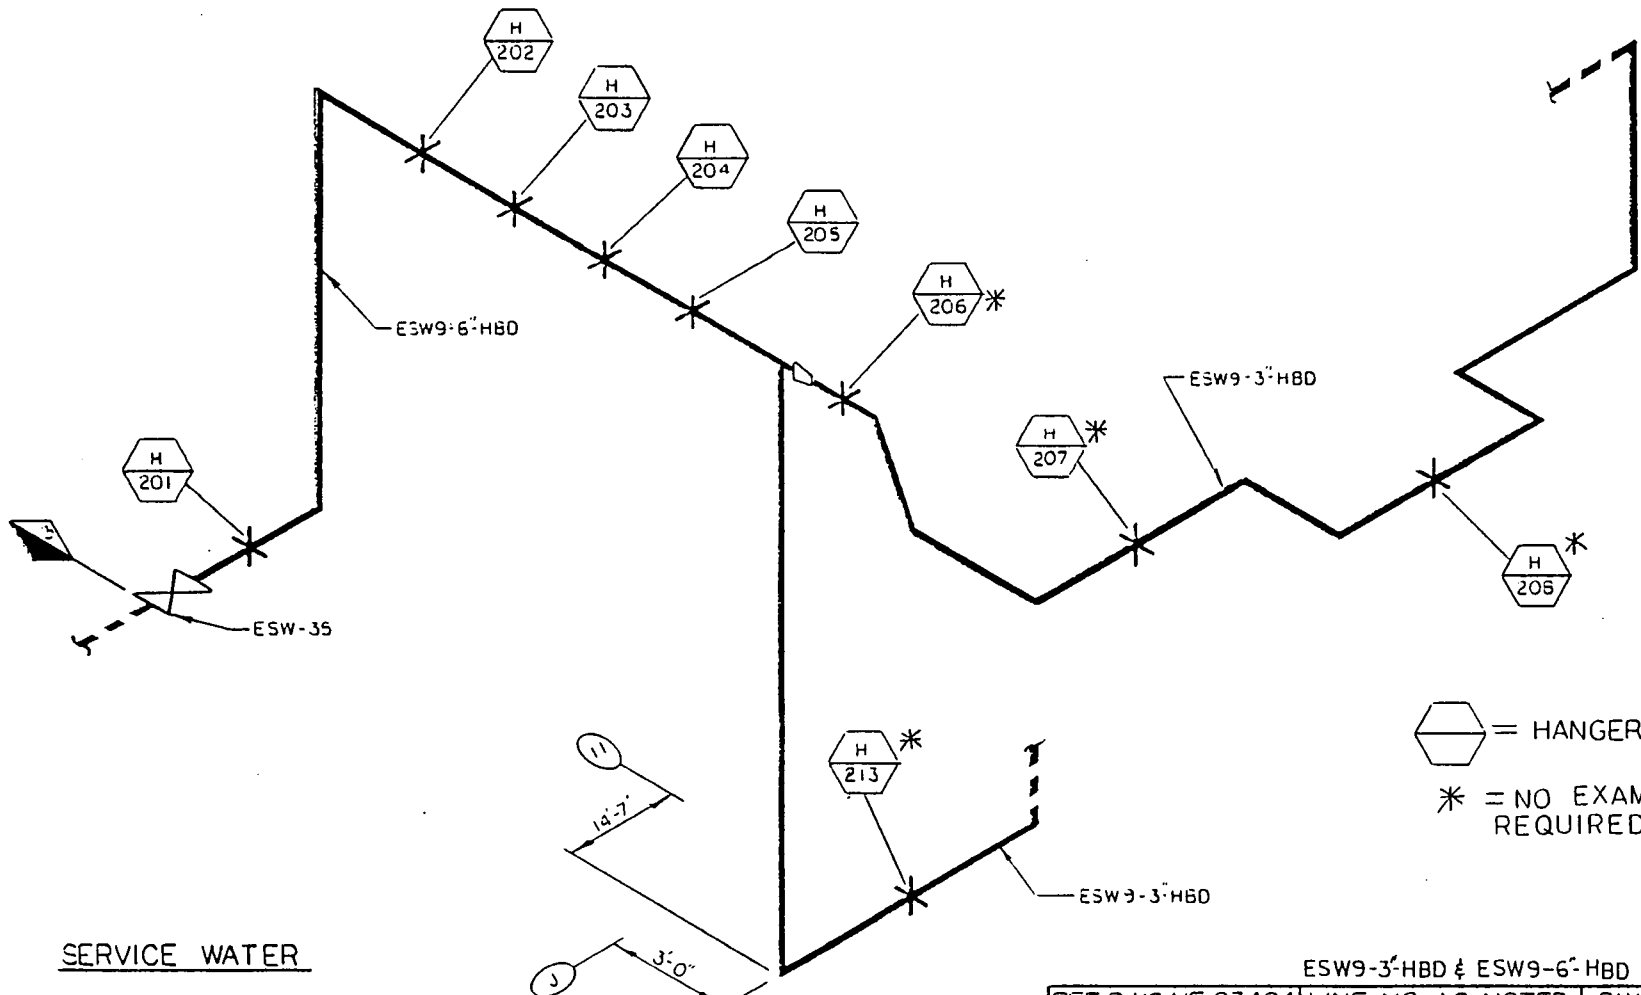 H
202
H
203
H
204
H
205
H
206 *
ESW9-6"-HBD
ESW9-3"-HBD
H
207 *
H
201
H
208 *
ESW-35
= HANGER
* = NO EXAM
REQUIRED
H
213 *
11
14'-7"
ESW9-3"-HBD
SERVICE WATER
J
3'-0"
ESW9-3"-HBD & ESW9-6"-HBD